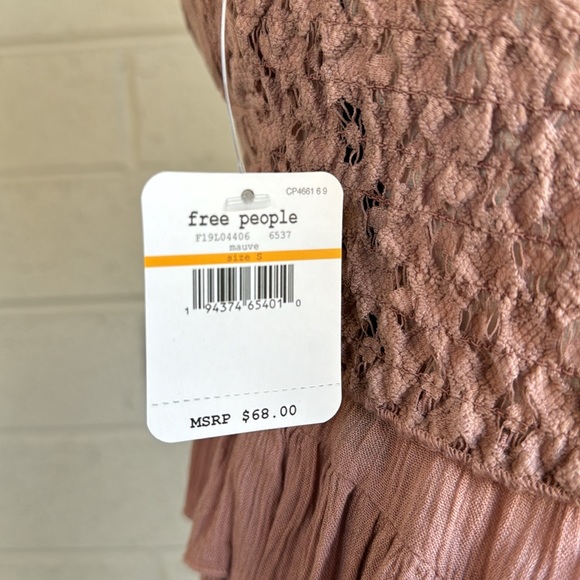 CP4661 6 9
free people
F19L04406 6537
mauve
size S
1 94374 65401 0
MSRP $68.00